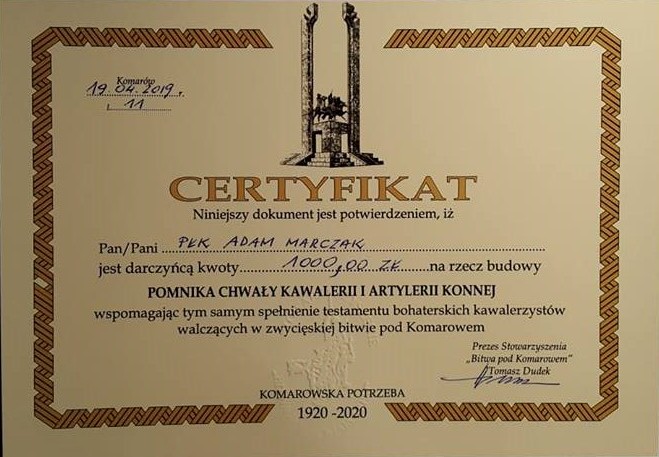 Komarów
19.04.2019r.
l. 11
CERTYFIKAT
Niniejszy dokument jest potwierdzeniem, iż
Pan/Pani PŁK ADAM MARCZAK
jest darczyńcą kwoty 1000,00 ZŁ na rzecz budowy
POMNIKA CHWAŁY KAWALERII I ARTYLERII KONNEJ
wspomagając tym samym spełnienie testamentu bohaterskich kawalerzystów
walczących w zwycięskiej bitwie pod Komarowem
Prezes Stowarzyszenia
„Bitwa pod Komarowem”
Tomasz Dudek
KOMAROWSKA POTRZEBA
1920 -2020